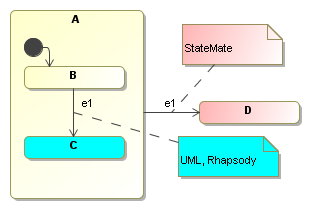 A
StateMate
B
e1
e1
D
C
UML, Rhapsody